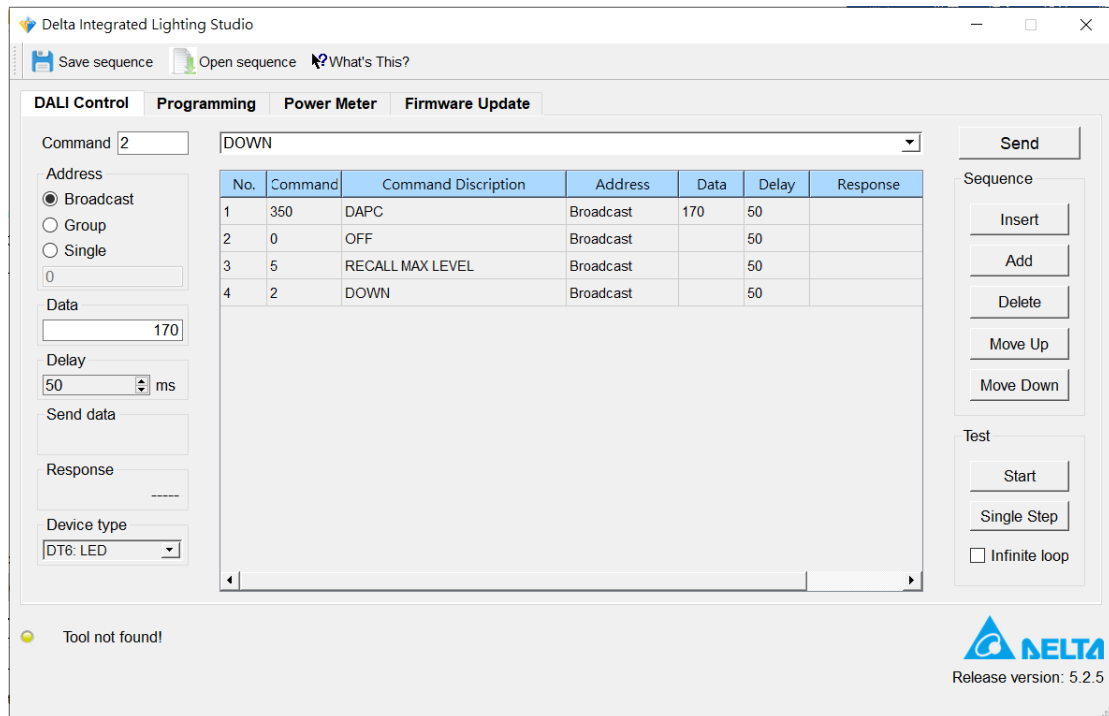 Delta Integrated Lighting Studio
Save sequence Open sequence What's This?
DALI Control Programming Power Meter Firmware Update
Command 2 DOWN Send
Address
Broadcast
Group
Single
0
Data
170
Delay
50 ms
Send data
Response
-----
Device type
DT6: LED
No. Command Command Discription Address Data Delay Response
1 350 DAPC Broadcast 170 50
2 0 OFF Broadcast 50
3 5 RECALL MAX LEVEL Broadcast 50
4 2 DOWN Broadcast 50
Sequence
Insert
Add
Delete
Move Up
Move Down
Test
Start
Single Step
Infinite loop
Tool not found!
DELTA
Release version: 5.2.5